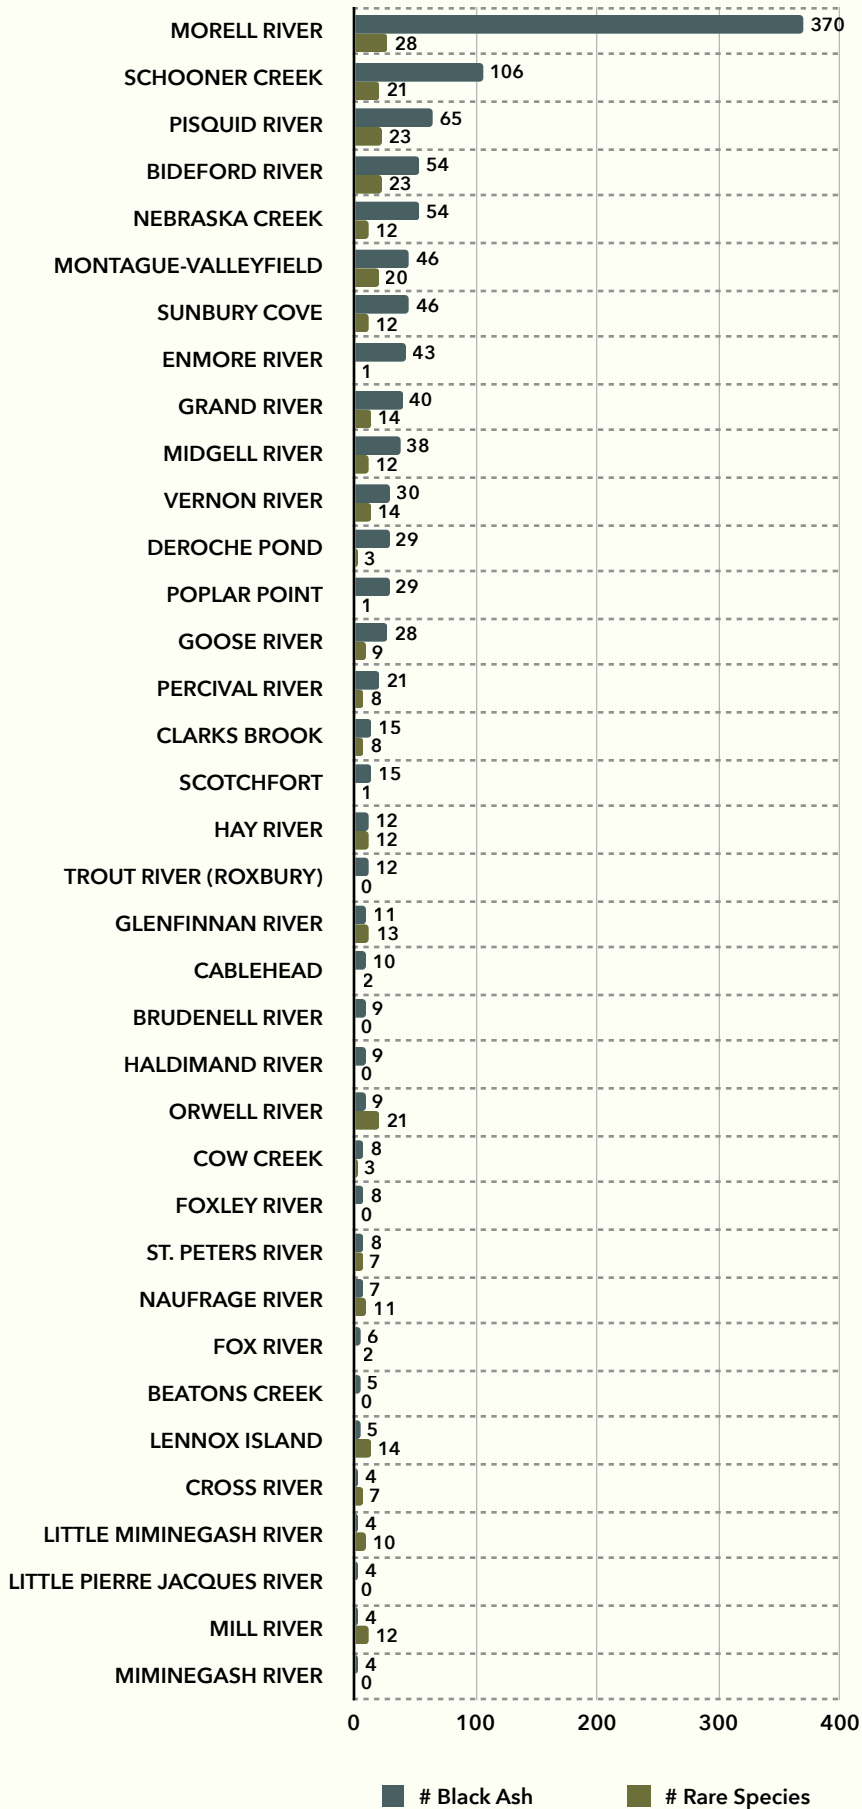 MORELL RIVER 370
28
SCHOONER CREEK 106
21
PISQUID RIVER 65
23
BIDEFORD RIVER 54
23
NEBRASKA CREEK 54
12
MONTAGUE-VALLEYFIELD 46
20
SUNBURY COVE 46
12
ENMORE RIVER 43
1
GRAND RIVER 40
14
MIDGELL RIVER 38
12
VERNON RIVER 30
14
DEROCHE POND 29
3
POPLAR POINT 29
1
GOOSE RIVER 28
9
PERCIVAL RIVER 21
8
CLARKS BROOK 15
8
SCOTCHFORT 15
1
HAY RIVER 12
12
TROUT RIVER (ROXBURY) 12
0
GLENFINNAN RIVER 11
13
CABLEHEAD 10
2
BRUDENELL RIVER 9
0
HALDIMAND RIVER 9
0
ORWELL RIVER 9
21
COW CREEK 8
3
FOXLEY RIVER 8
0
ST. PETERS RIVER 8
7
NAUFRAGE RIVER 7
11
FOX RIVER 6
2
BEATONS CREEK 5
0
LENNOX ISLAND 5
14
CROSS RIVER 4
7
LITTLE MIMINEGASH RIVER 4
10
LITTLE PIERRE JACQUES RIVER 4
0
MILL RIVER 4
12
MIMINEGASH RIVER 4
0
0 100 200 300 400
# Black Ash # Rare Species